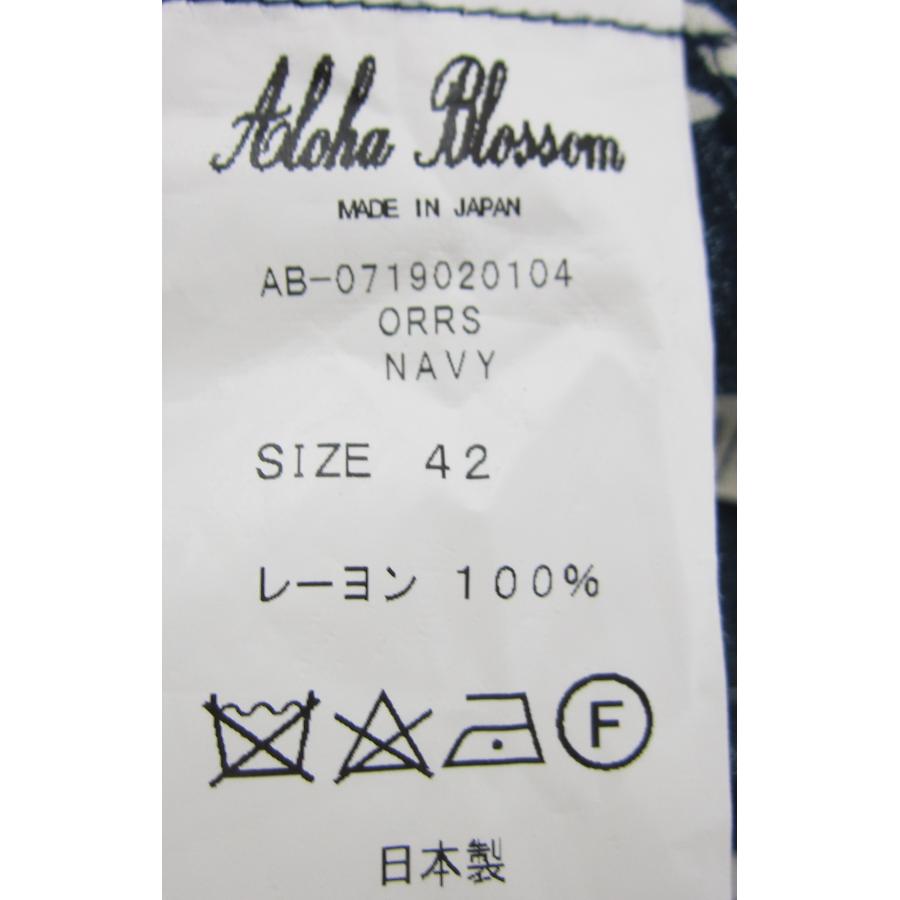 Aloha Blossom
MADE IN JAPAN
AB-0719020104
ORRS
NAVY
SIZE 42
レーヨン 100%
F
日本製